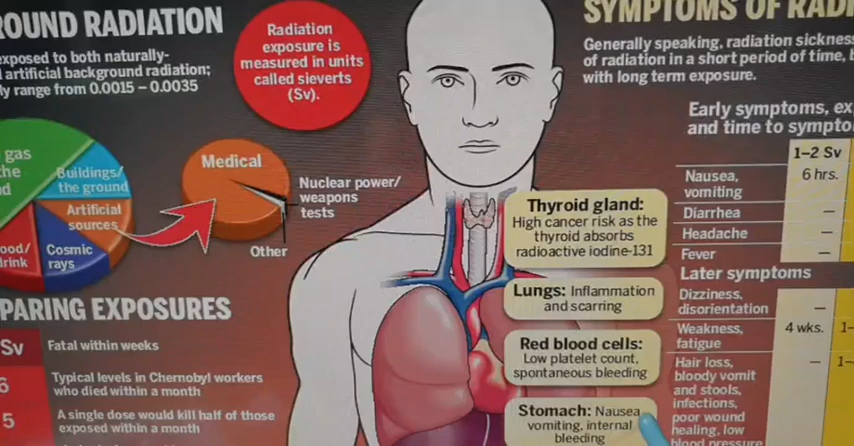 ROUND RADIATION
exposed to both naturally-
artificial background radiation;
range from 0.0015 – 0.0035
Radiation
exposure is
measured in units
called sieverts
(Sv).
gas
Buildings/
the ground
Artificial
sources
Cosmic
rays
drink
Medical
Nuclear power/
weapons
tests
Other
PARING EXPOSURES
Sv Fatal within weeks
6 Typical levels in Chernobyl workers
who died within a month
5 A single dose would kill half of those
exposed within a month
Thyroid gland:
High cancer risk as the
thyroid absorbs
radioactive iodine-131
Lungs: Inflammation
and scarring
Red blood cells:
Low platelet count,
spontaneous bleeding
Stomach: Nausea
vomiting, internal
bleeding
SYMPTOMS OF RADI
Generally speaking, radiation sickness
of radiation in a short period of time, b
with long term exposure.
Early symptoms, ex
and time to sympto
1–2 Sv
Nausea, 6 hrs.
vomiting
Diarrhea –
Headache –
Fever –
Later symptoms
Dizziness, –
disorientation
Weakness, 4 wks. 1-
fatigue
Hair loss, – 1-
bloody vomit
and stools,
infections,
poor wound
healing, low
blood pressure